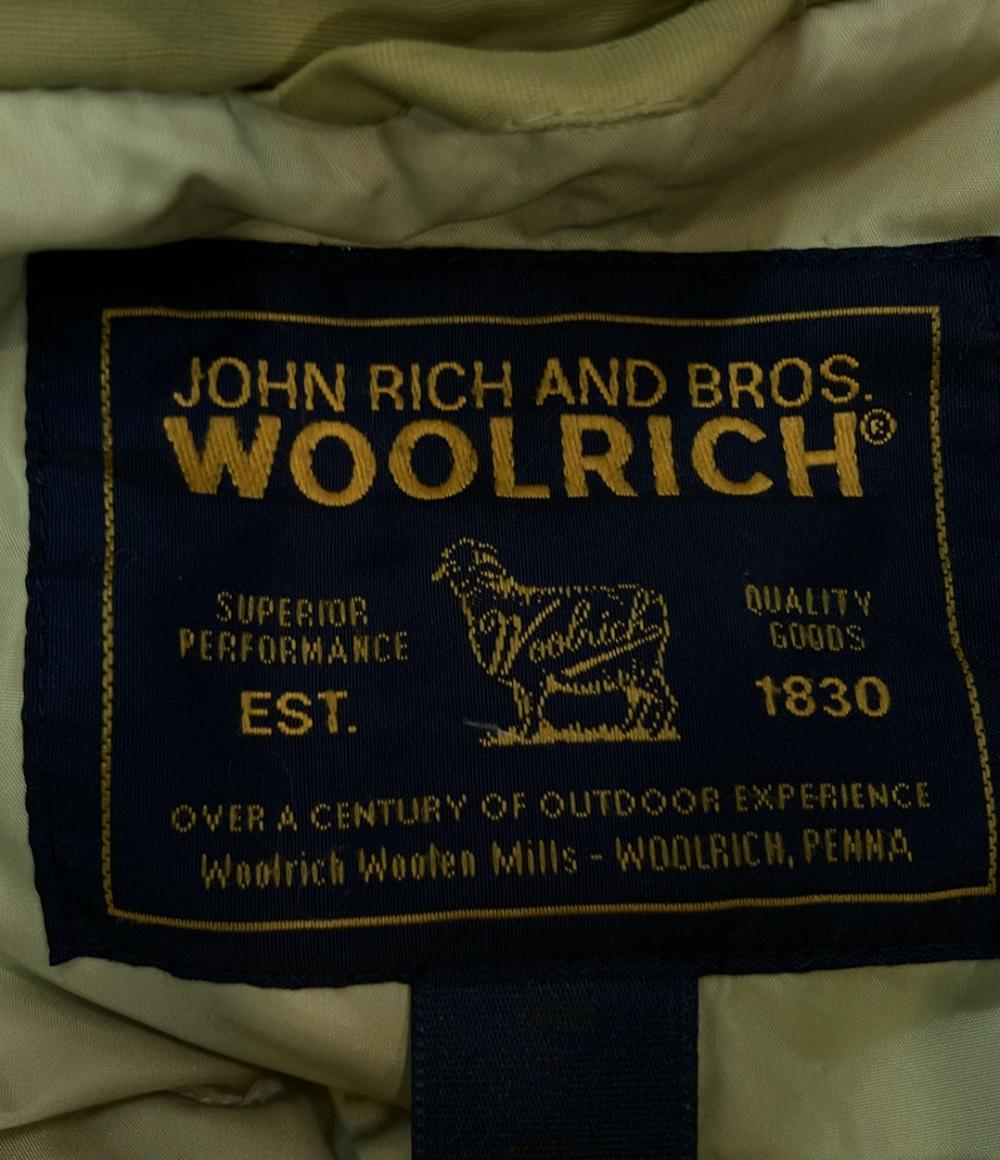 JOHN RICH AND BROS.
WOOLRICH®
Woolrich
SUPERIOR
PERFORMANCE
QUALITY
GOODS
EST.
1830
OVER A CENTURY OF OUTDOOR EXPERIENCE
Woolrich Woolen Mills - WOOLRICH, PENNA